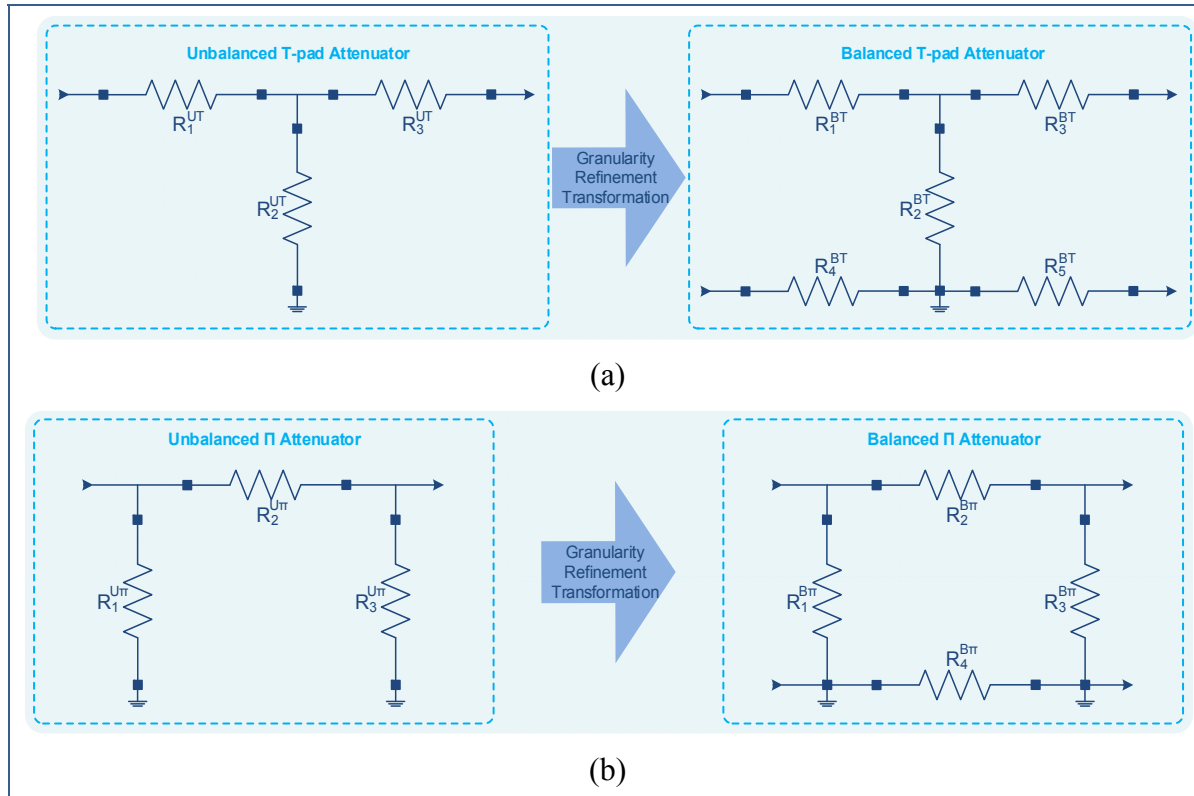 Unbalanced T-pad Attenuator
Balanced T-pad Attenuator
R₁ᵁᵀ
R₃ᵁᵀ
R₂ᵁᵀ
Granularity
Refinement
Transformation
R₁ᴮᵀ
R₃ᴮᵀ
R₂ᴮᵀ
R₄ᴮᵀ
R₅ᴮᵀ
(a)
Unbalanced Π Attenuator
Balanced Π Attenuator
R₂ᵁπ
R₁ᵁπ
R₃ᵁπ
Granularity
Refinement
Transformation
R₂ᴮπ
R₁ᴮπ
R₃ᴮπ
R₄ᴮπ
(b)